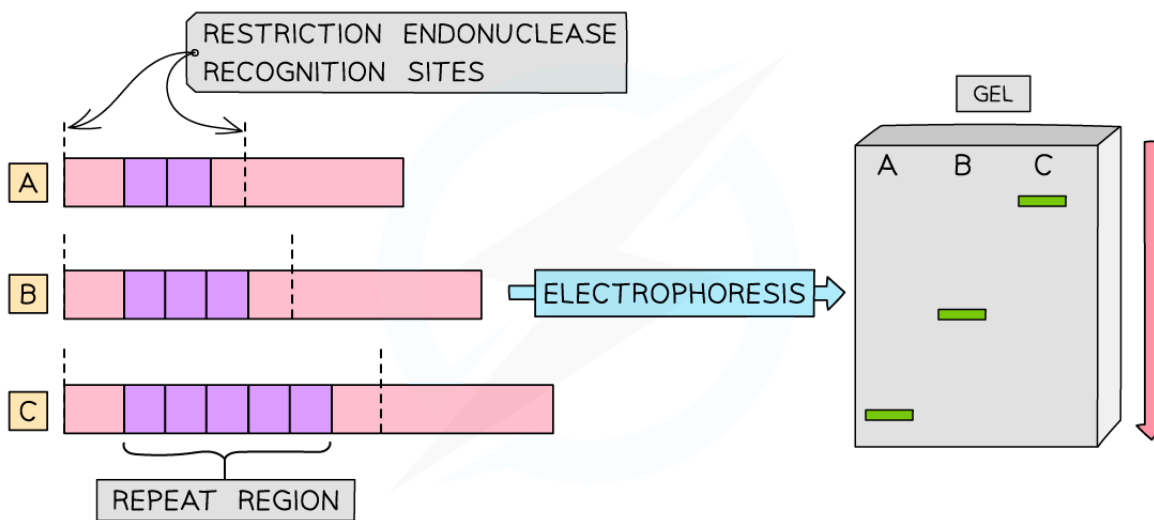 RESTRICTION ENDONUCLEASE
RECOGNITION SITES
GEL
A
A B C
B
ELECTROPHORESIS
C
REPEAT REGION